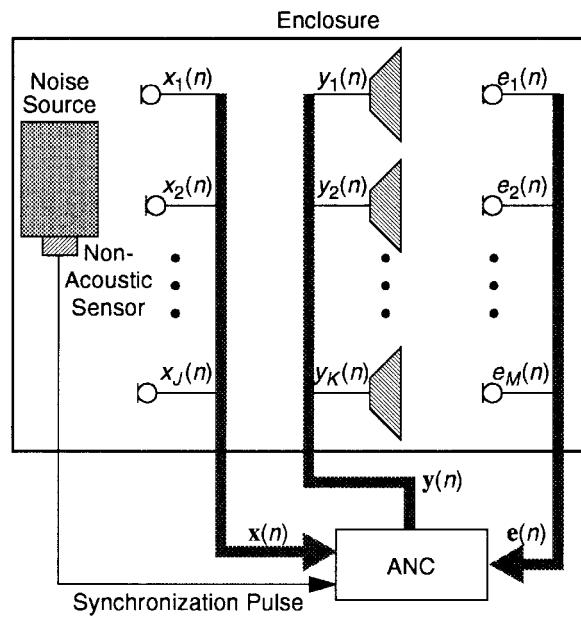 Enclosure
Noise
Source
x1(n)
y1(n)
e1(n)
x2(n)
y2(n)
e2(n)
Non-
Acoustic
Sensor
xJ(n)
yK(n)
eM(n)
y(n)
x(n)
e(n)
ANC
Synchronization Pulse